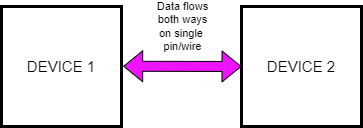 Data flows
both ways
on single
pin/wire
DEVICE 1
DEVICE 2